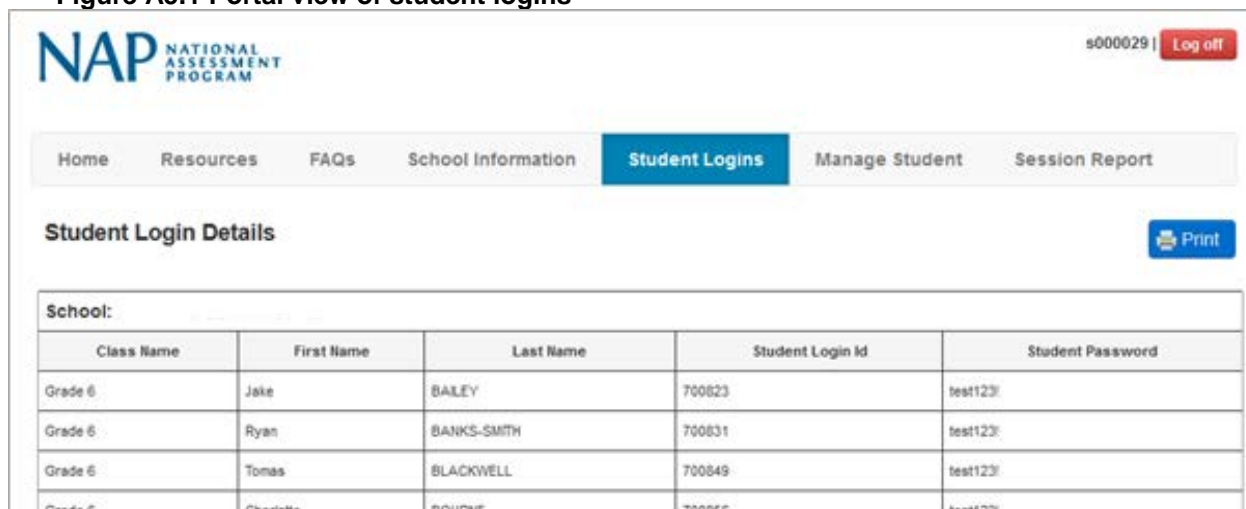 Figure A3.1 Portal view of student logins
NAP NATIONAL ASSESSMENT PROGRAM
s000029 | Log off
Home Resources FAQs School Information Student Logins Manage Student Session Report
Student Login Details
Print
School:
Class Name First Name Last Name Student Login Id Student Password
Grade 6 Jake BAILEY 700823 test123!
Grade 6 Ryan BANKS-SMITH 700831 test123!
Grade 6 Tomas BLACKWELL 700849 test123!